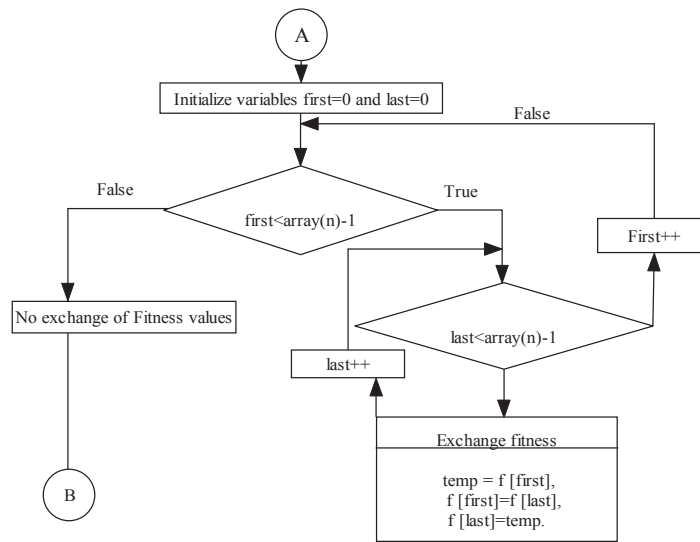 A
Initialize variables first=0 and last=0
False
False
True
first<array(n)-1
First++
No exchange of Fitness values
last<array(n)-1
last++
Exchange fitness
temp = f [first],
f [first]=f [last],
f [last]=temp.
B